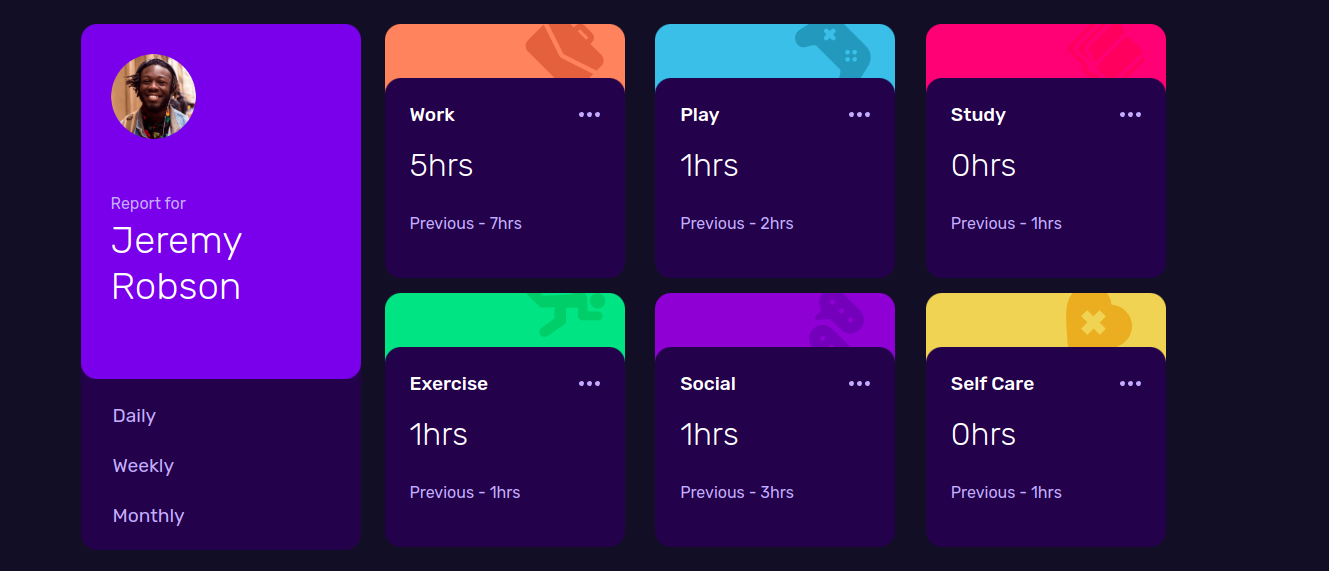 Report for
Jeremy
Robson
Daily
Weekly
Monthly
Work
5hrs
Previous - 7hrs
Play
1hrs
Previous - 2hrs
Study
0hrs
Previous - 1hrs
Exercise
1hrs
Previous - 1hrs
Social
1hrs
Previous - 3hrs
Self Care
0hrs
Previous - 1hrs